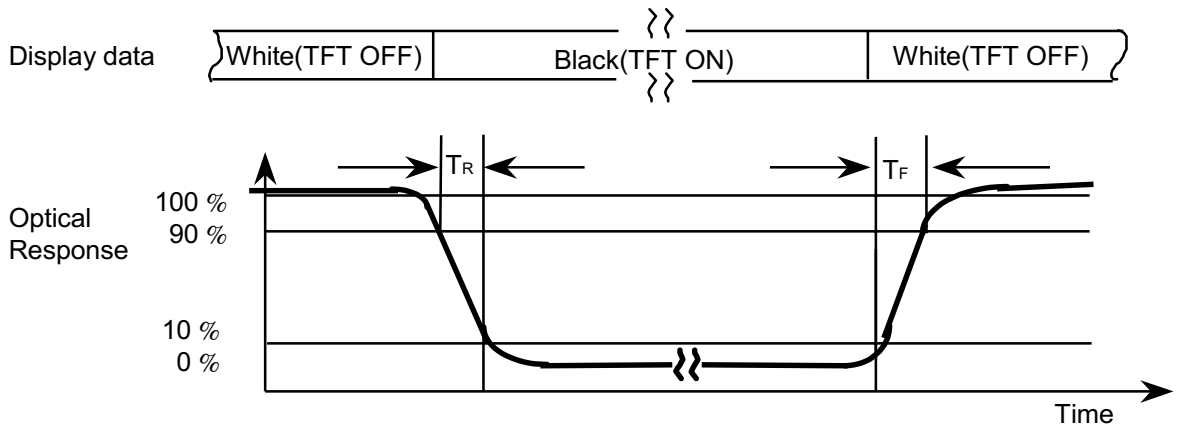 Display data
White(TFT OFF)
Black(TFT ON)
White(TFT OFF)
TR
TF
Optical
Response
100 %
90 %
10 %
0 %
Time